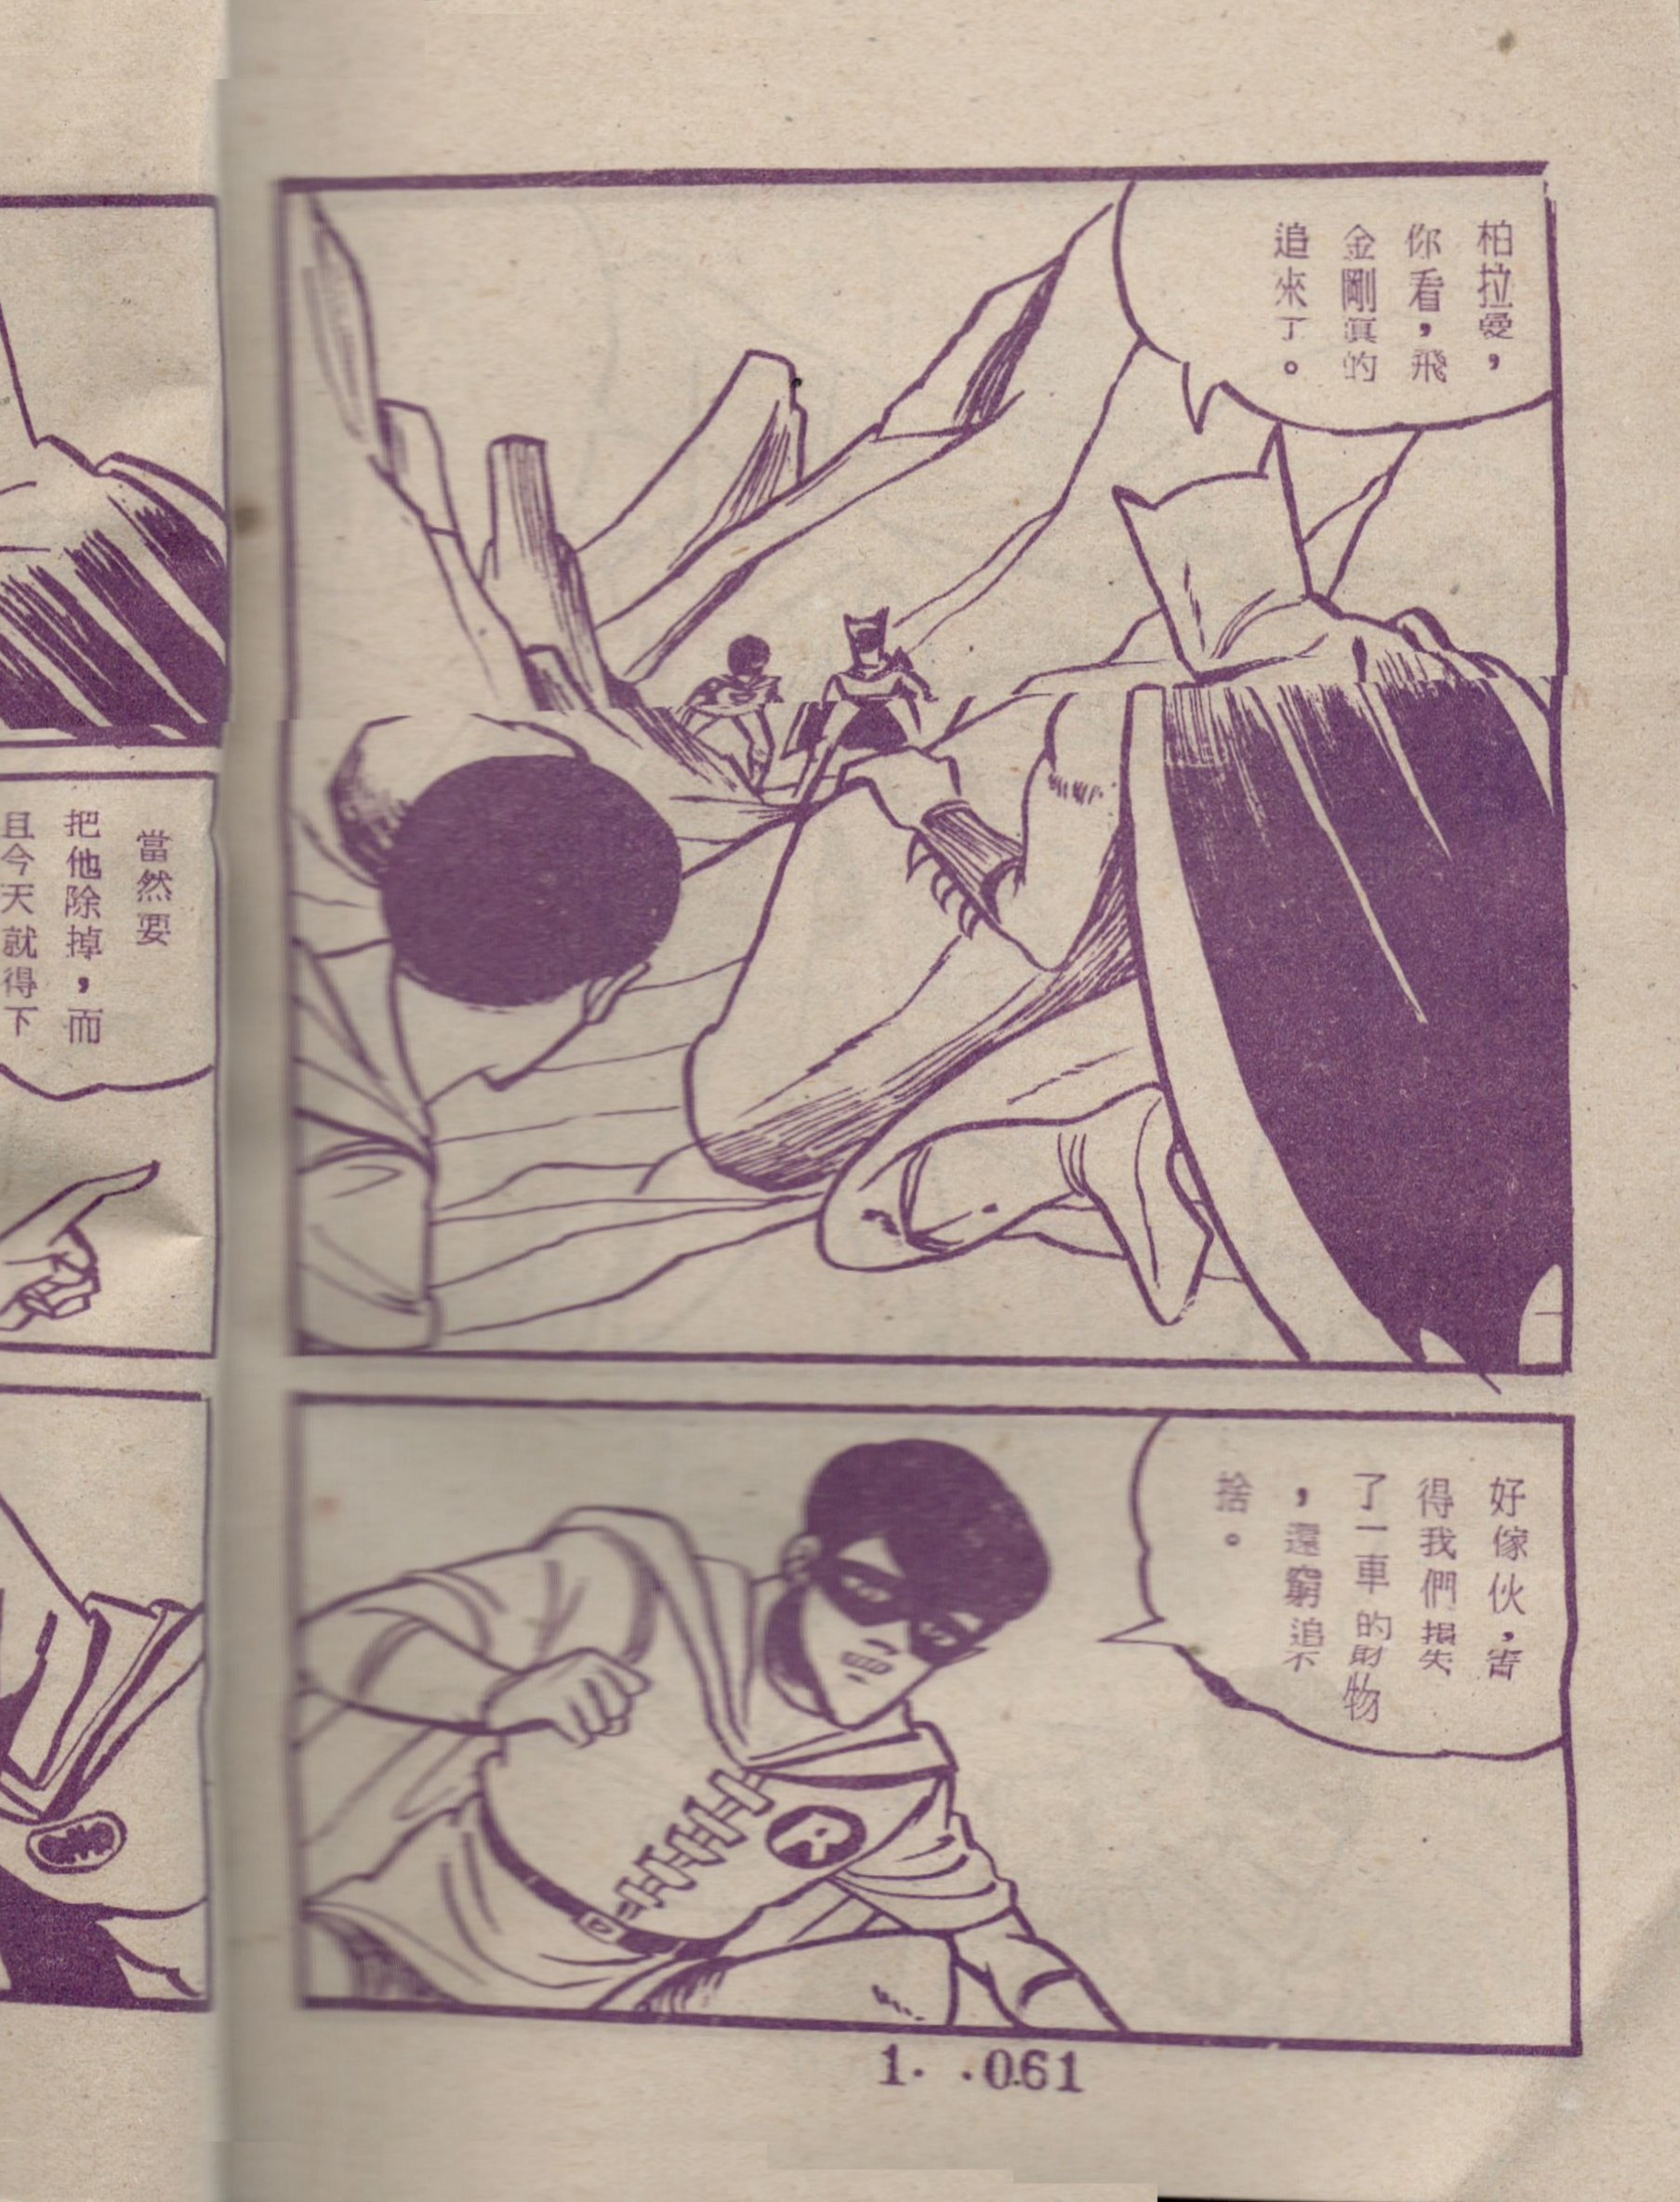 柏拉曼，
你看，飛
金剛真的
追來了。
好傢伙，害
得我們損失
了一車的財物
，還窮追不
捨。
R
1. .061
當然要
把他除掉，而
且今天就得下